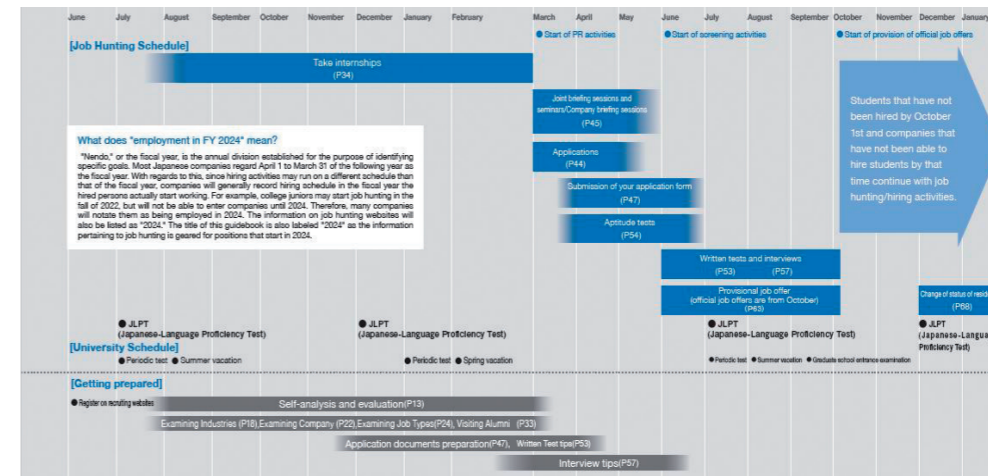 June July August September October November December January February March April May June July August September October November December January
[Job Hunting Schedule]
Start of PR activities
Start of screening activities
Start of provision of official job offers
Take internships
(P34)
Joint briefing sessions and
seminars/Company briefing sessions
(P45)
Applications
(P44)
Submission of your application form
(P47)
Aptitude tests
(P54)
Written tests and interviews
(P53) (P57)
Provisional job offer
(official job offers are from October)
(P63)
Students that have not
been hired by October
1st and companies that
have not been able to
hire students by that
time continue with job
hunting/hiring activities.
Change of status of resid
(P68)
What does "employment in FY 2024" mean?
"Nendo," or the fiscal year, is the annual division established for the purpose of identifying
specific goals. Most Japanese companies regard April 1 to March 31 of the following year as
the fiscal year. With regards to this, since hiring activities may run on a different schedule than
that of the fiscal year, companies will generally record hiring schedule in the fiscal year the
hired persons actually start working. For example, college juniors may start job hunting in the
fall of 2022, but will not be able to enter companies until 2024. Therefore, many companies
will notate them as being employed in 2024. The information on job hunting websites will
also be listed as "2024." The title of this guidebook is also labeled "2024" as the information
pertaining to job hunting is geared for positions that start in 2024.
JLPT
(Japanese-Language Proficiency Test)
JLPT
(Japanese-Language Proficiency Test)
JLPT
(Japanese-Language Proficiency Test)
JLPT
(Japanese-Langua
Proficiency Test)
[University Schedule]
Periodic test Summer vacation
Periodic test Spring vacation
Periodic test Summer vacation Graduate school entrance examination
[Getting prepared]
Register on recruiting websites
Self-analysis and evaluation(P13)
Examining Industries (P18),Examining Company (P22),Examining Job Types(P24), Visiting Alumni (P33)
Application documents preparation(P47), Written Test tips(P53)
Interview tips(P57)